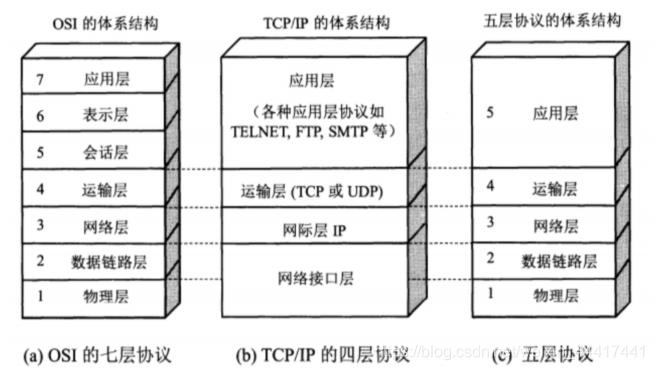 OSI 的体系结构
7 应用层
6 表示层
5 会话层
4 运输层
3 网络层
2 数据链路层
1 物理层
(a) OSI 的七层协议
TCP/IP 的体系结构
应用层
（各种应用层协议如
TELNET, FTP, SMTP 等）
运输层 (TCP 或 UDP)
网际层 IP
网络接口层
(b) TCP/IP 的四层协议
五层协议的体系结构
5 应用层
4 运输层
3 网络层
2 数据链路层
1 物理层
(c) 五层协议